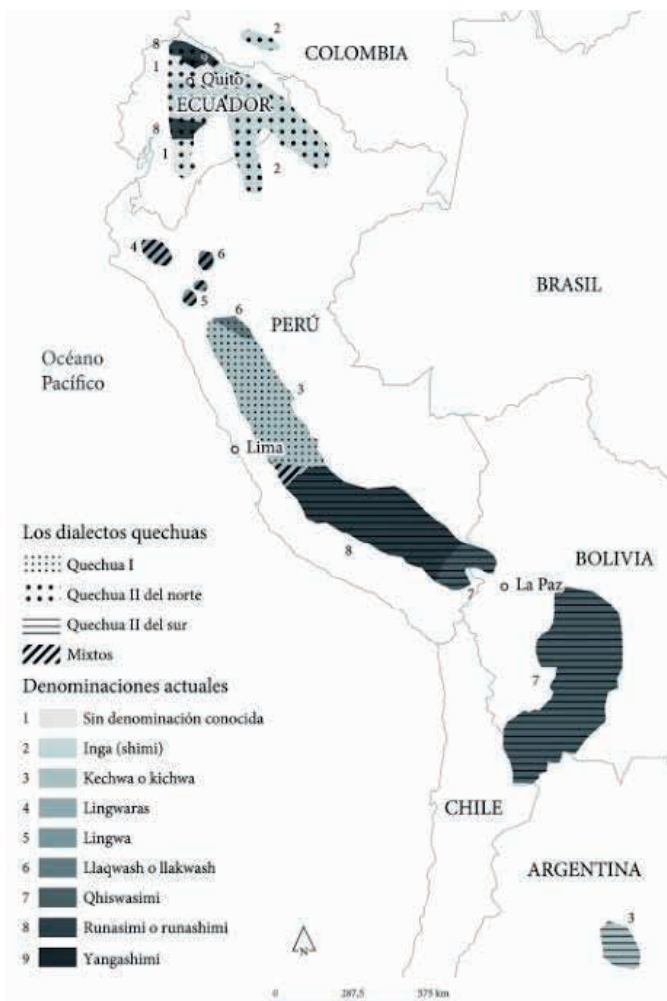 2
COLOMBIA
8
9
1
Quito
ECUADOR
8
1
2
4
6
5
BRASIL
6
PERÚ
Océano
Pacífico
3
Lima
Los dialectos quechuas
Quechua I
8
BOLIVIA
Quechua II del norte
La Paz
7
Quechua II del sur
Mixtos
7
Denominaciones actuales
1 Sin denominación conocida
2 Inga (shimi)
3 Kechwa o kichwa
4 Lingwaras
CHILE
5 Lingwa
6 Llaqwash o llakwash
ARGENTINA
7 Qhiswasimi
8 Runasimi o runashimi
3
9 Yangashimi
N
0 287,5 575 km